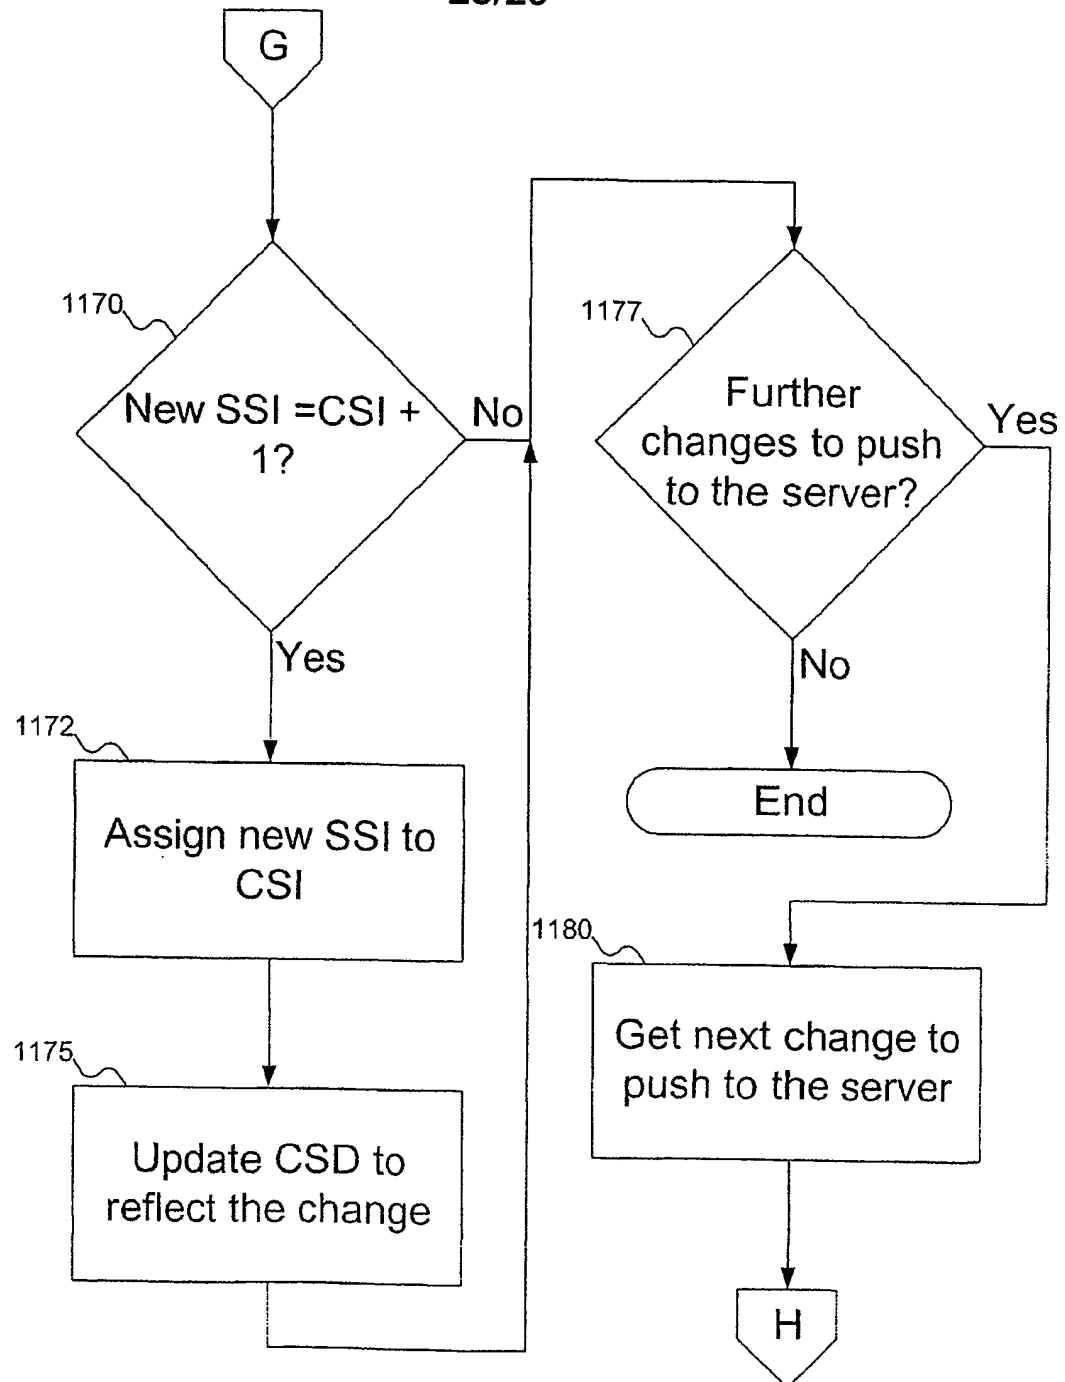 G
1170
New SSI =CSI +
1?
No
Yes
1172
Assign new SSI to
CSI
1175
Update CSD to
reflect the change
1177
Further
changes to push
to the server?
Yes
No
End
1180
Get next change to
push to the server
H